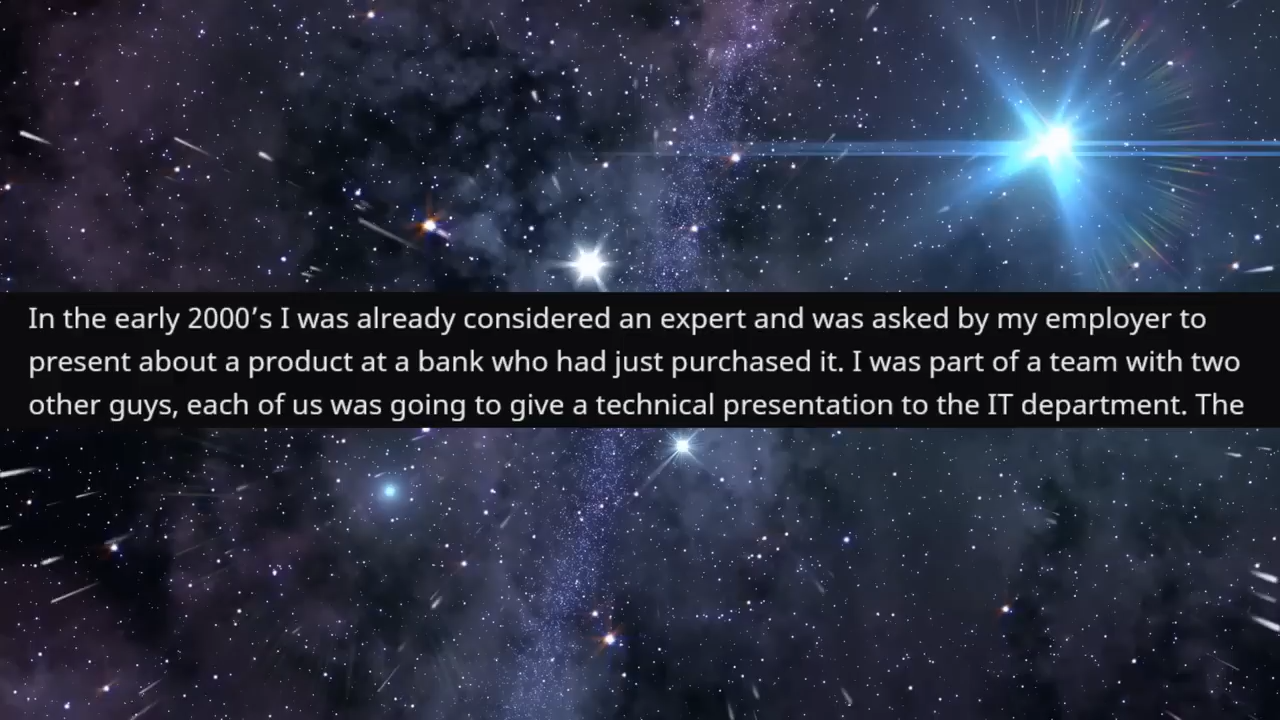 In the early 2000’s I was already considered an expert and was asked by my employer to
present about a product at a bank who had just purchased it. I was part of a team with two
other guys, each of us was going to give a technical presentation to the IT department. The